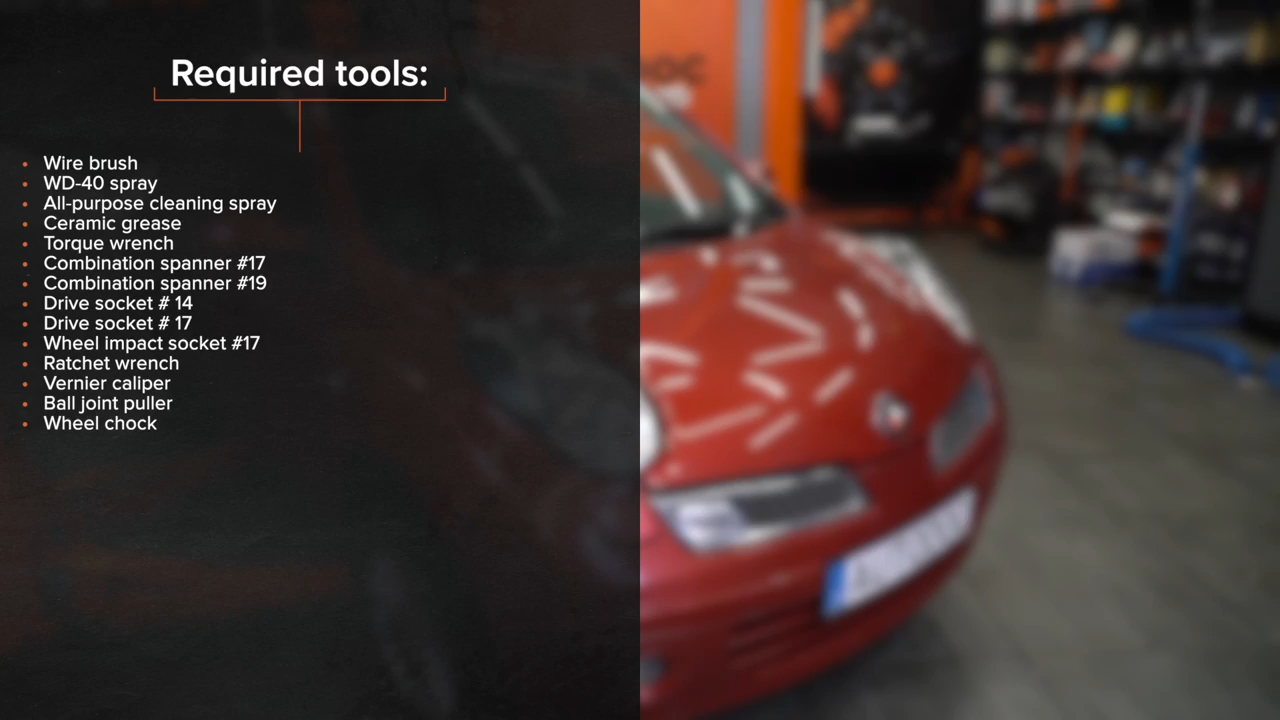 Required tools:
Wire brush
WD-40 spray
All-purpose cleaning spray
Ceramic grease
Torque wrench
Combination spanner #17
Combination spanner #19
Drive socket # 14
Drive socket # 17
Wheel impact socket #17
Ratchet wrench
Vernier caliper
Ball joint puller
Wheel chock